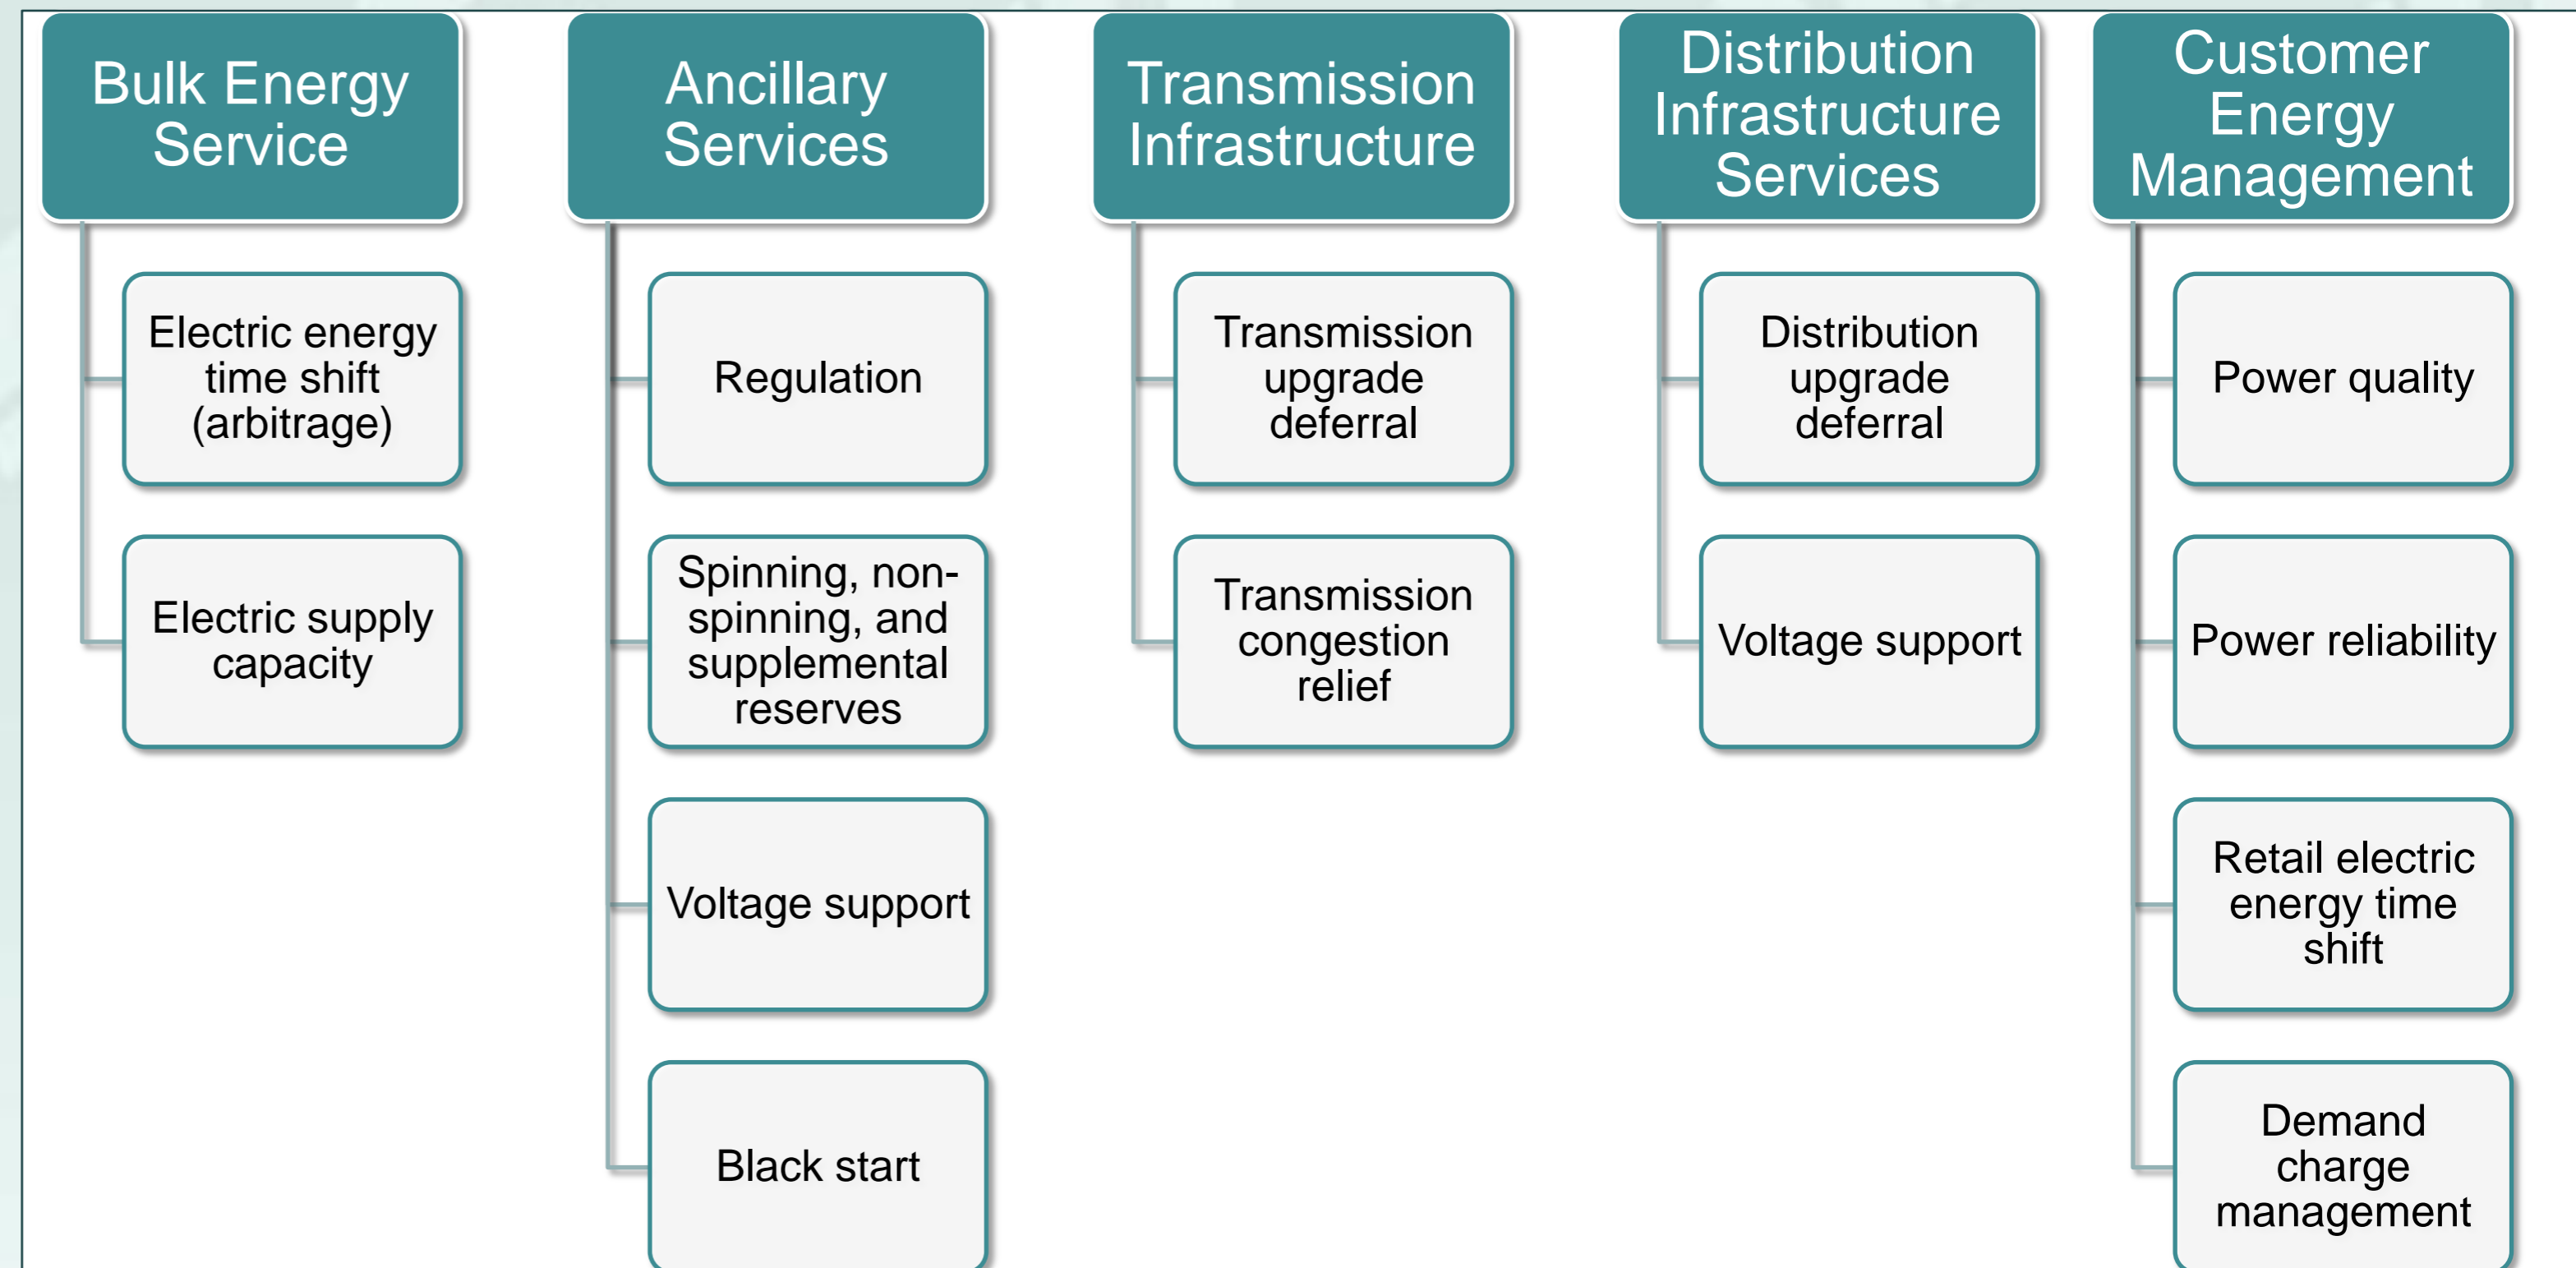 Bulk Energy
Service
Electric energy
time shift
(arbitrage)
Electric supply
capacity
Ancillary
Services
Regulation
Spinning, non-
spinning, and
supplemental
reserves
Voltage support
Black start
Transmission
Infrastructure
Transmission
upgrade
deferral
Transmission
congestion
relief
Distribution
Infrastructure
Services
Distribution
upgrade
deferral
Voltage support
Customer
Energy
Management
Power quality
Power reliability
Retail electric
energy time
shift
Demand
charge
management